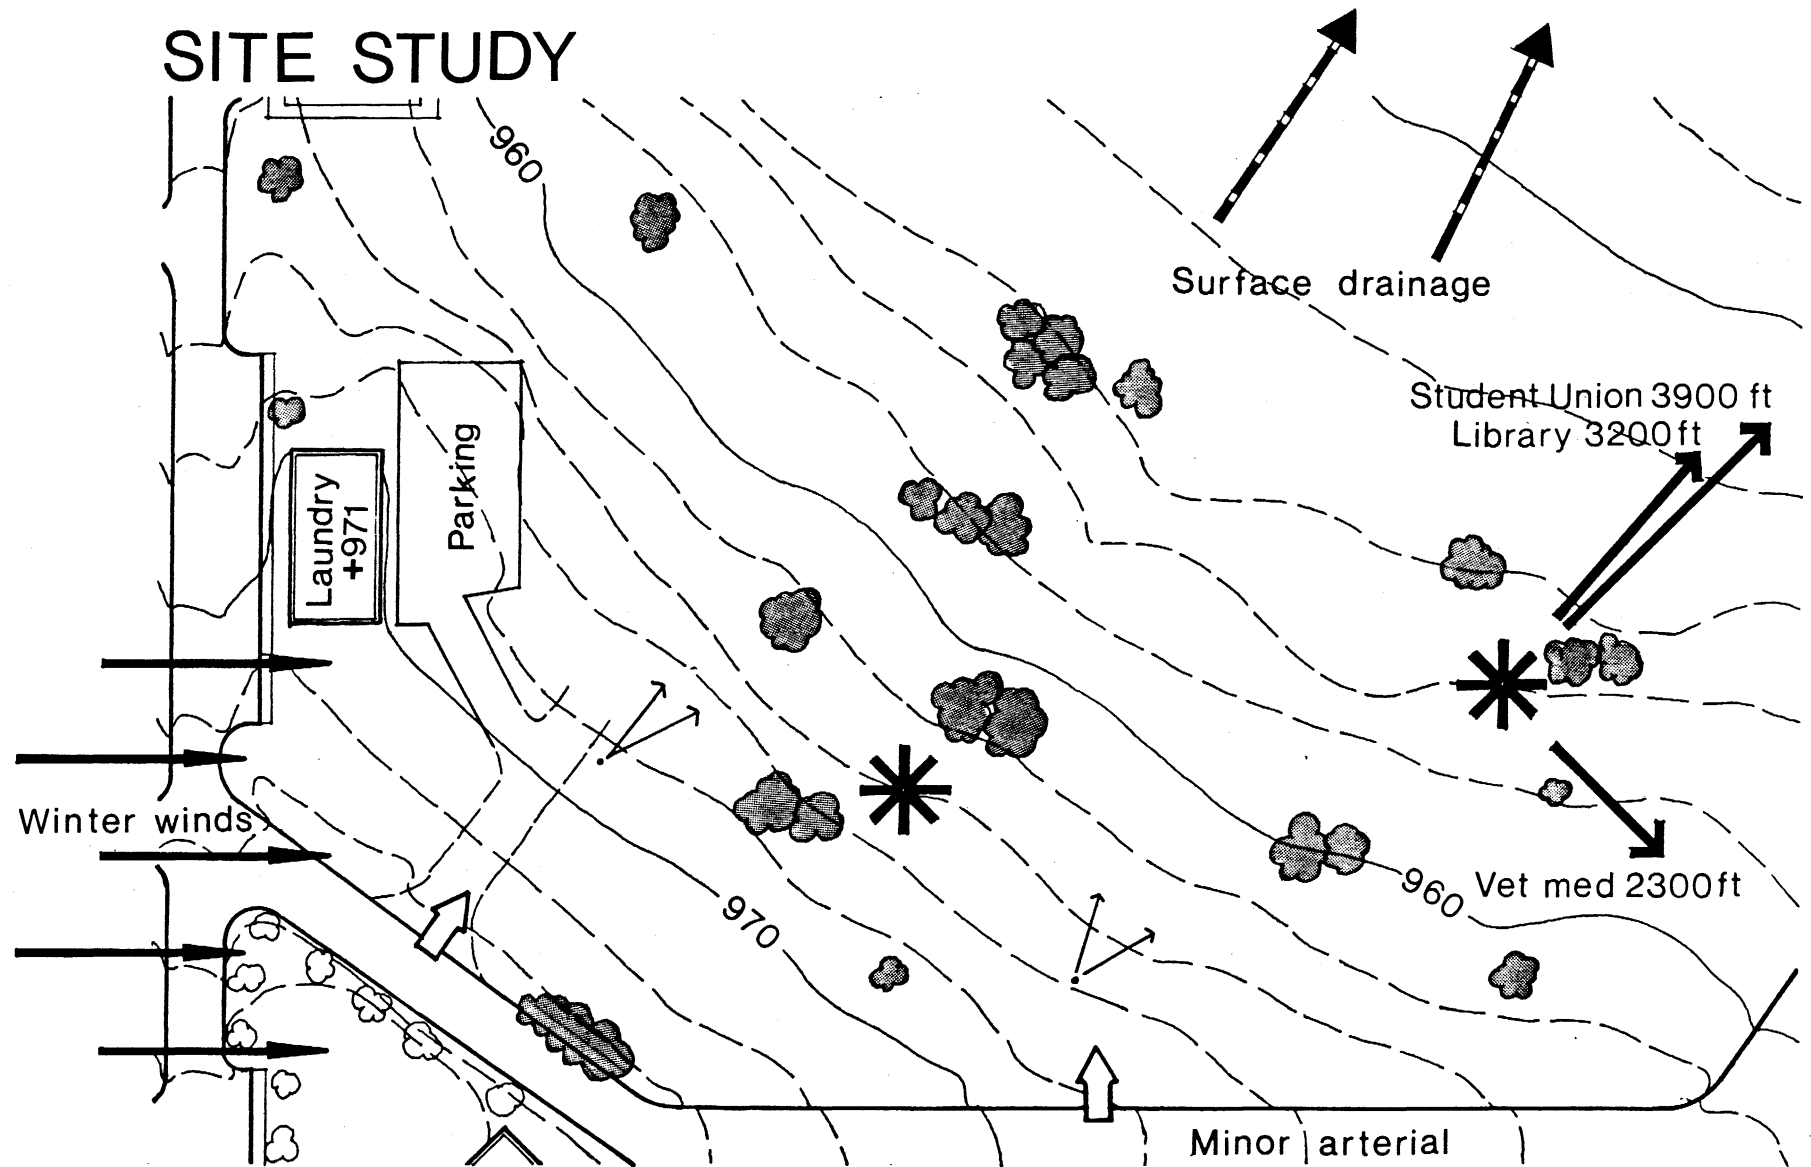 SITE STUDY
960
Surface drainage
Student Union 3900 ft
Library 3200 ft
Laundry
+971
Parking
Winter winds
970
960
Vet med 2300 ft
Minor arterial